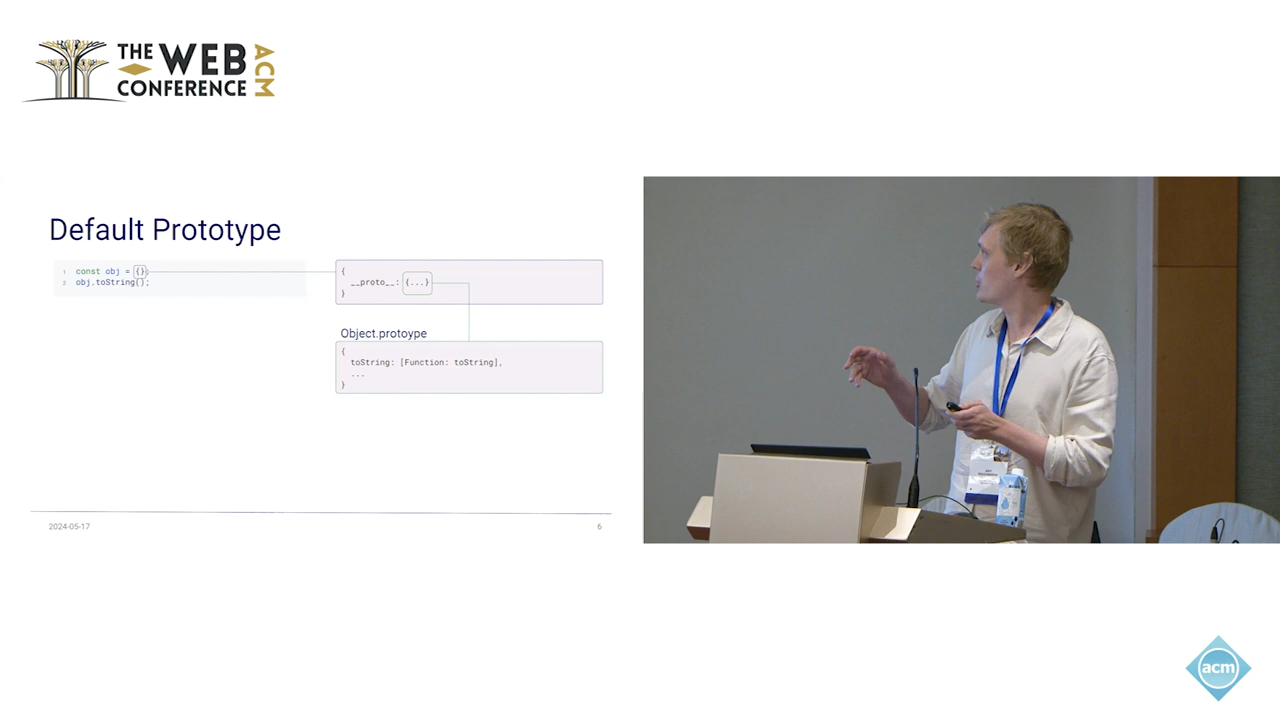 THE WEB
CONFERENCE
ACM
Default Prototype
1 const obj = {};
2 obj.toString();
{
__proto__: {...}
}
Object.protoype
{
toString: [Function: toString],
...
}
2024-05-17
6
acm